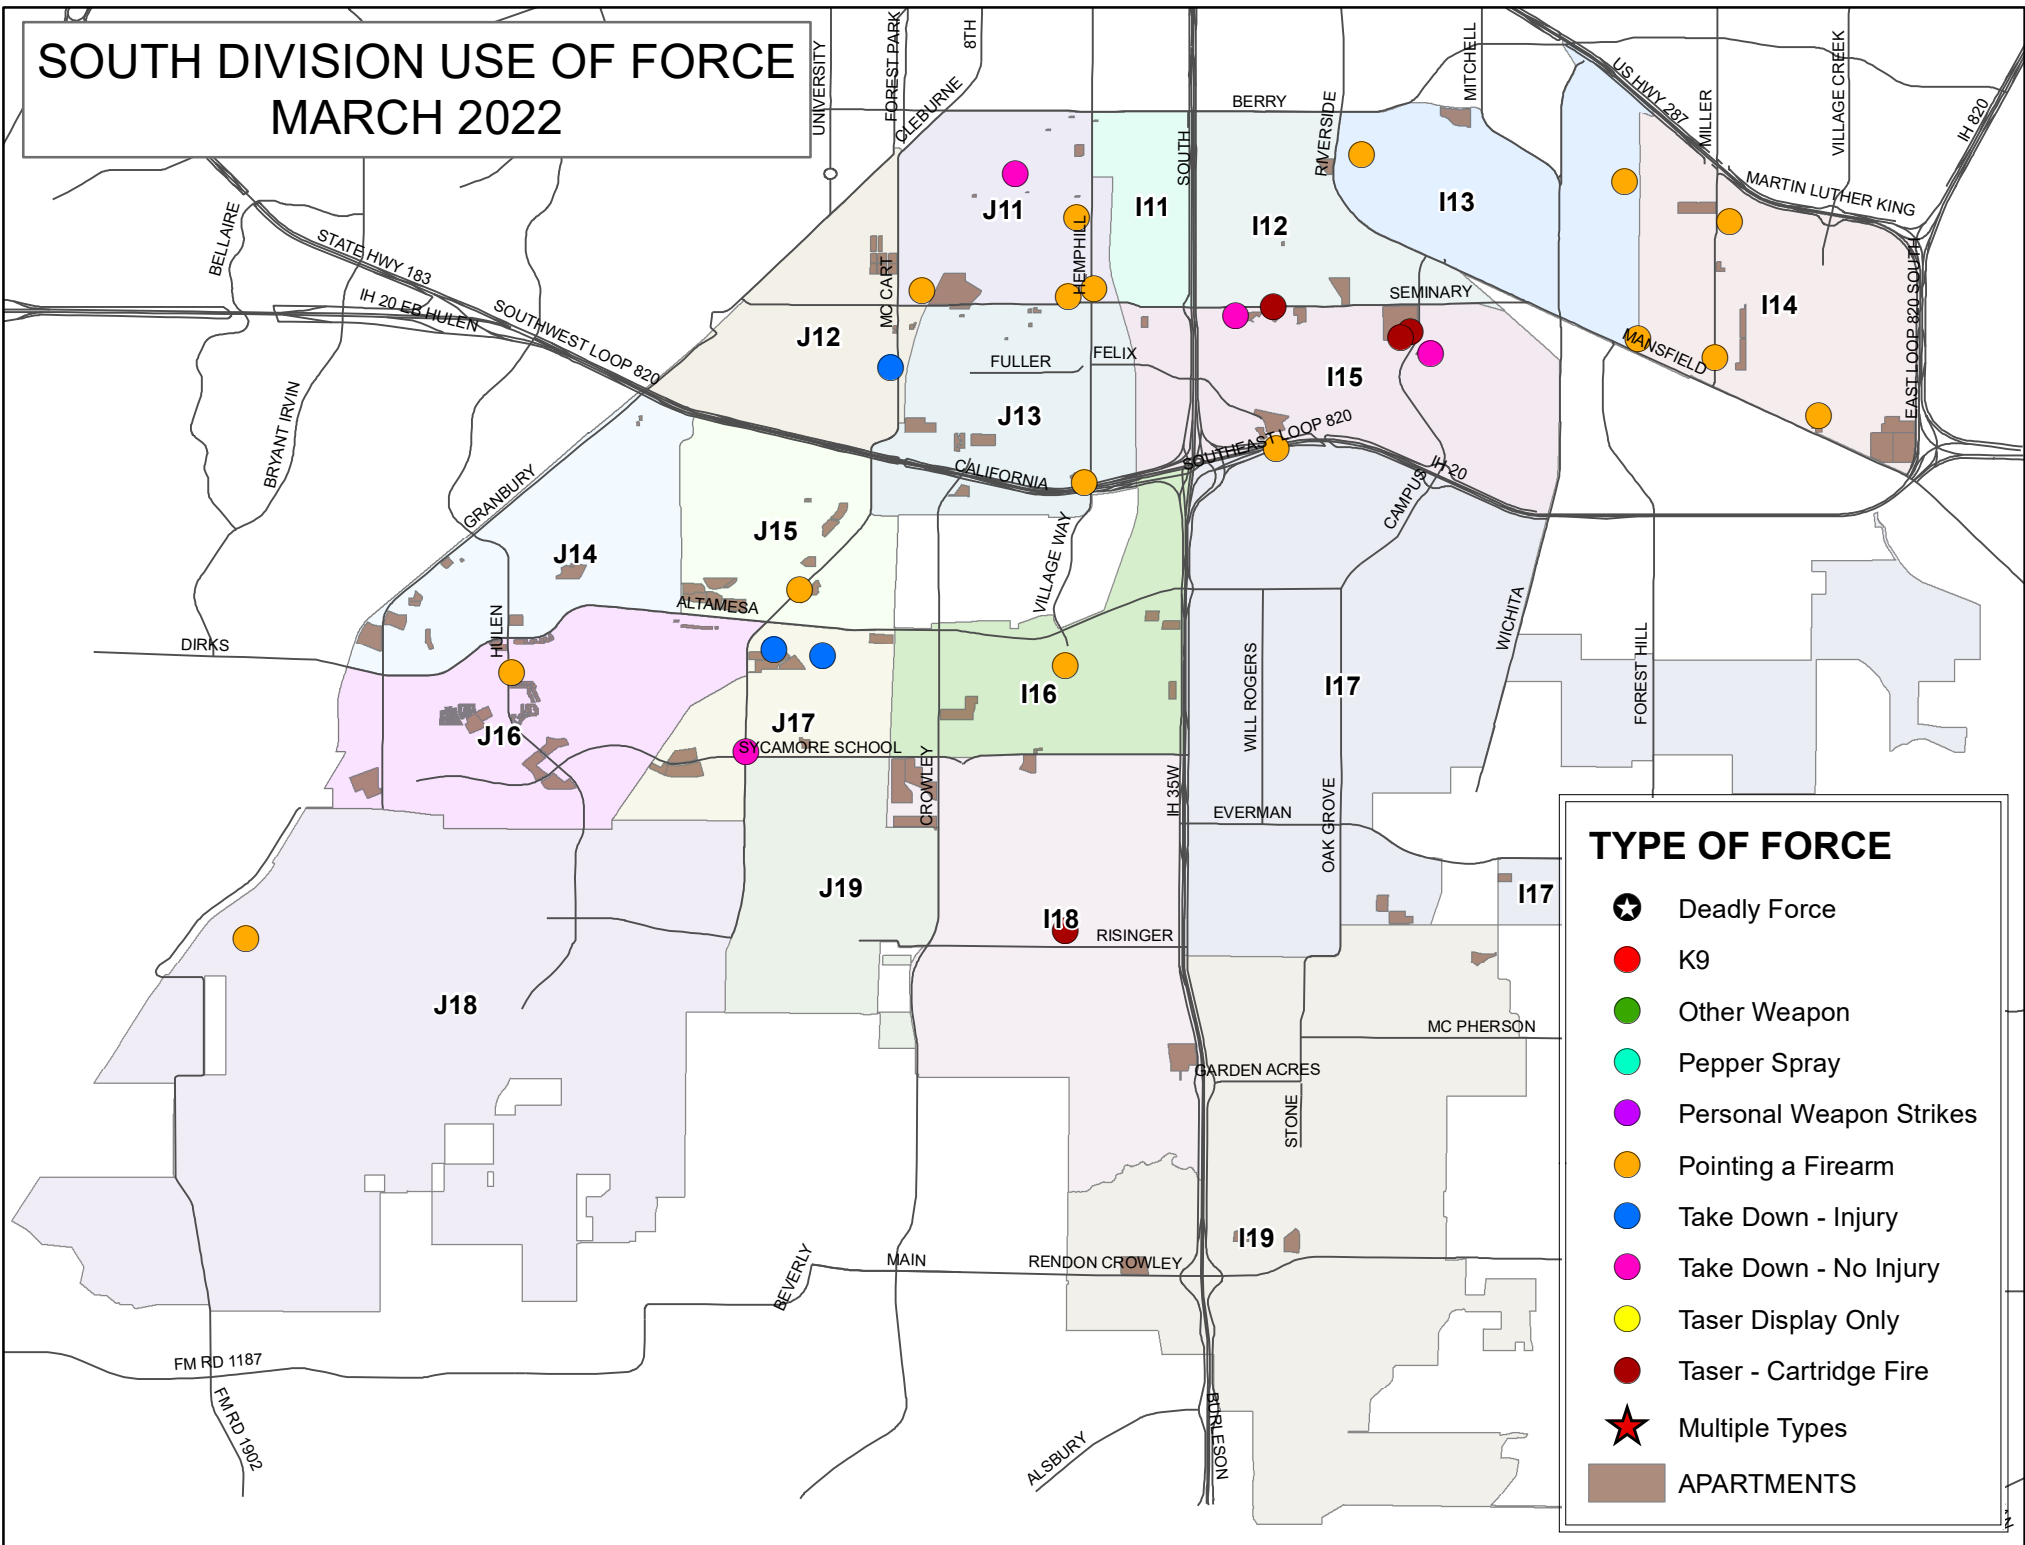 SOUTH DIVISION USE OF FORCE
MARCH 2022
UNIVERSITY
FOREST PARK
8TH
CLEBURNE
BERRY
SOUTH
RIVERSIDE
MITCHELL
US HWY 287
MILLER
VILLAGE CREEK
IH 820
MARTIN LUTHER KING
BELLAIRE
STATE HWY 183
IH 20 EB HULEN
SOUTHWEST LOOP 820
MC CART
HEMPHILL
J11
I11
I12
I13
I14
SEMINARY
EAST LOOP 820 SOUTH
MANSFIELD
J12
FULLER
FELIX
J13
I15
BRYANT IRVIN
GRANBURY
CALIFORNIA
SOUTHEAST LOOP 820
IH 20
CAMPUS
J15
J14
VILLAGE WAY
ALTAMESA
HULEN
DIRKS
WICHITA
FOREST HILL
WILL ROGERS
I17
I16
J17
J16
SYCAMORE SCHOOL
CROWLEY
IH 35W
EVERMAN
OAK GROVE
J19
I18
RISINGER
I17
J18
MC PHERSON
GARDEN ACRES
STONE
I19
BEVERLY
MAIN
RENDON CROWLEY
FM RD 1187
FM RD 1902
ALSBURY
BURLESON
TYPE OF FORCE
Deadly Force
K9
Other Weapon
Pepper Spray
Personal Weapon Strikes
Pointing a Firearm
Take Down - Injury
Take Down - No Injury
Taser Display Only
Taser - Cartridge Fire
Multiple Types
APARTMENTS